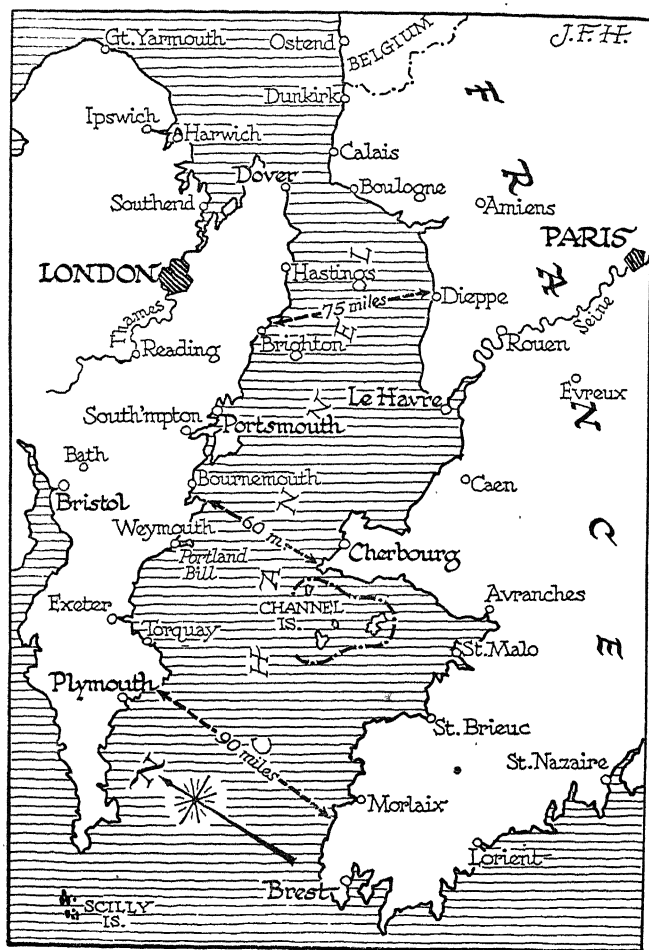 J.F.H.
Gt. Yarmouth
Ostend
BELGIUM
Dunkirk
Ipswich
Harwich
Calais
Dover
Boulogne
Southend
Amiens
PARIS
LONDON
Hastings
Dieppe
75 miles
Thames
Seine
Brighton
Rouen
Reading
Evreux
Le Havre
South'mpton
Portsmouth
Bath
Bournemouth
Caen
Bristol
60 m.
Weymouth
Portland
Bill
Cherbourg
CHANNEL
IS.
Avranches
Exeter
Torquay
St. Malo
Plymouth
St. Brieuc
90 miles
St. Nazaire
N
Morlaix
Lorient
Brest
SCILLY
IS.
FRANCE
CHANNEL